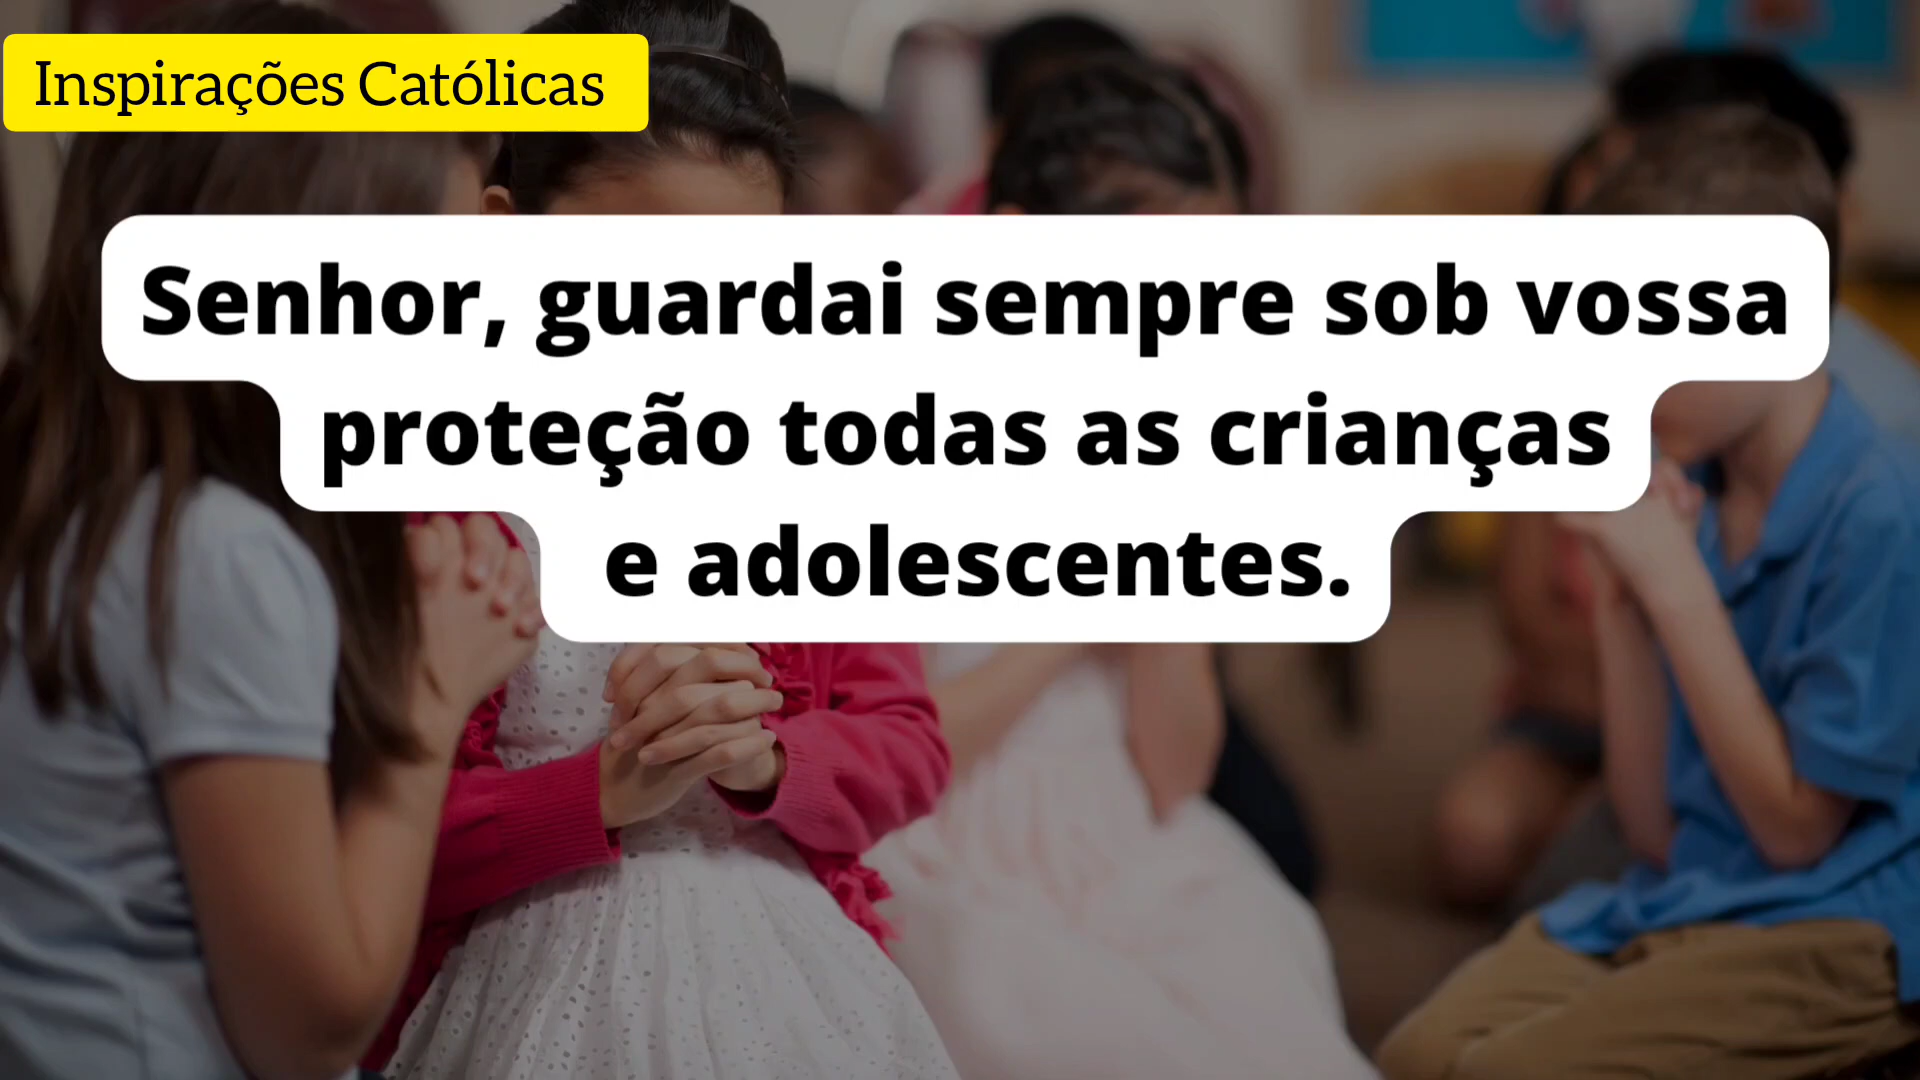 Inspirações Católicas
Senhor, guardai sempre sob vossa
proteção todas as crianças
e adolescentes.